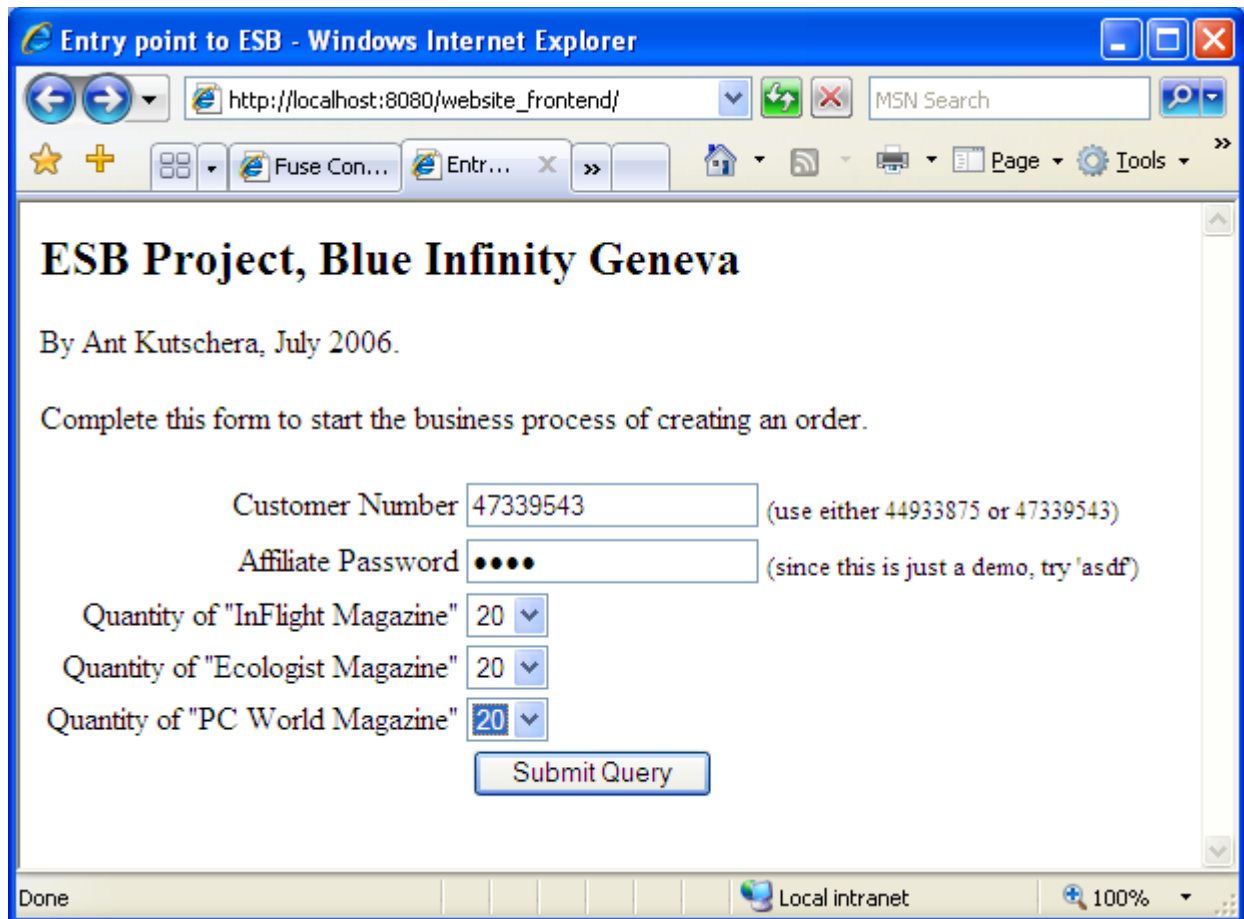 Entry point to ESB - Windows Internet Explorer
http://localhost:8080/website_frontend/ MSN Search
Fuse Con... Entr... Page Tools
ESB Project, Blue Infinity Geneva
By Ant Kutschera, July 2006.
Complete this form to start the business process of creating an order.
Customer Number 47339543 (use either 44933875 or 47339543)
Affiliate Password •••• (since this is just a demo, try 'asdf')
Quantity of "InFlight Magazine" 20
Quantity of "Ecologist Magazine" 20
Quantity of "PC World Magazine" 20
Submit Query
Done Local intranet 100%